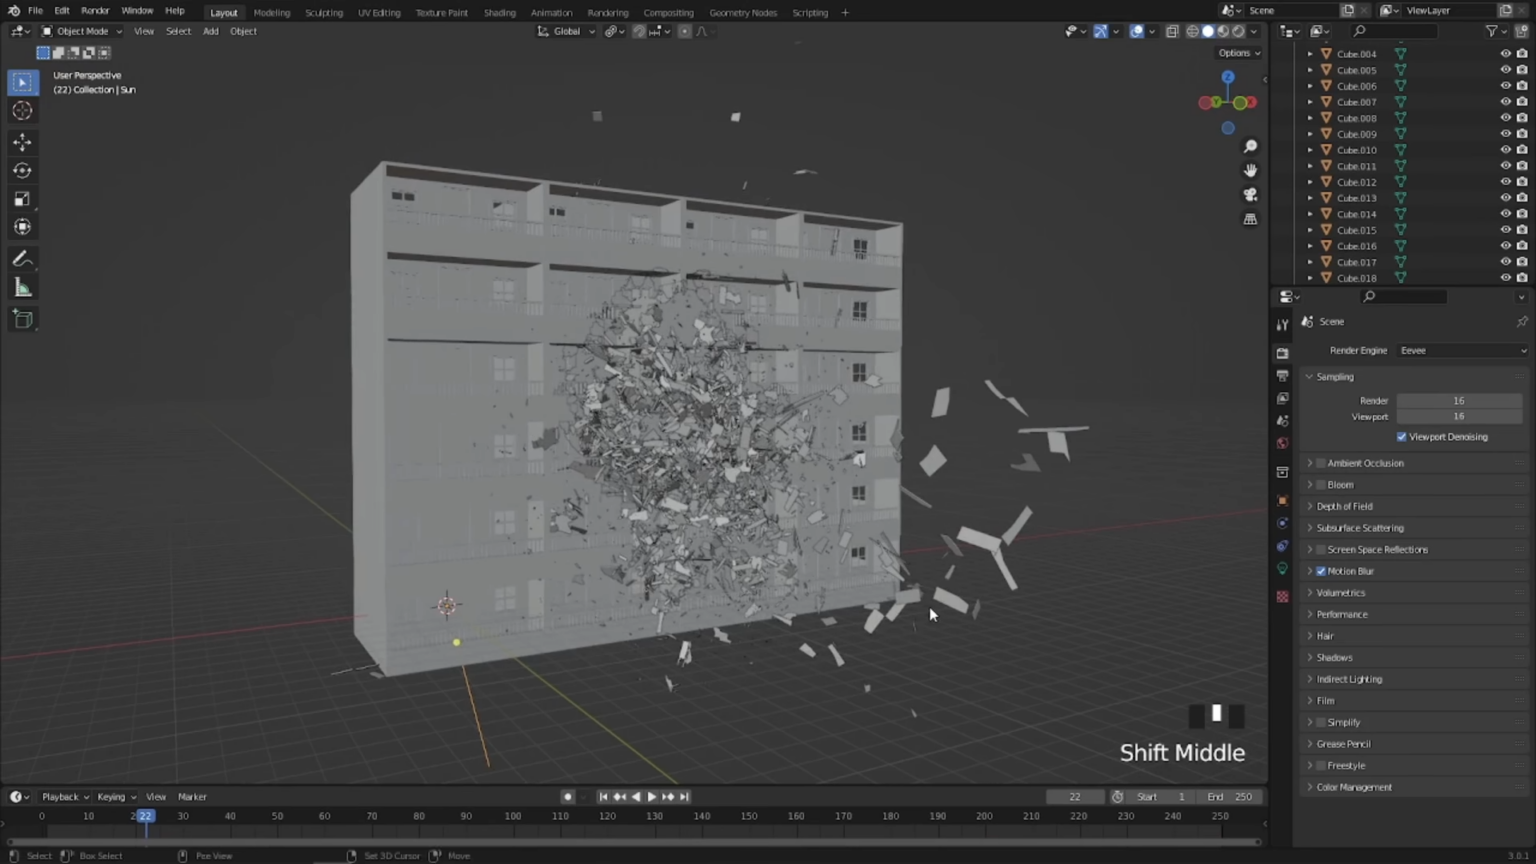 File Edit Render Window Help Layout Modeling Sculpting UV Editing Texture Paint Shading Animation Rendering Compositing Geometry Nodes Scripting + Scene ViewLayer
Object Mode View Select Add Object Global
Options
User Perspective
(22) Collection | Sun
Z
Y
X
Cube.004
Cube.005
Cube.006
Cube.007
Cube.008
Cube.009
Cube.010
Cube.011
Cube.012
Cube.013
Cube.014
Cube.015
Cube.016
Cube.017
Cube.018
Scene
Render Engine Eevee
Sampling
Render 16
Viewport 16
Viewport Denoising
Ambient Occlusion
Bloom
Depth of Field
Subsurface Scattering
Screen Space Reflections
Motion Blur
Volumetrics
Performance
Hair
Shadows
Indirect Lighting
Film
Simplify
Grease Pencil
Freestyle
Color Management
Shift Middle
Playback Keying View Marker 22 Start 1 End 250
0 10 2 22 30 40 50 60 70 80 90 100 110 120 130 140 150 160 170 180 190 200 210 220 230 240 250
Select Box Select Pan View Set 3D Cursor Move 3.0.1